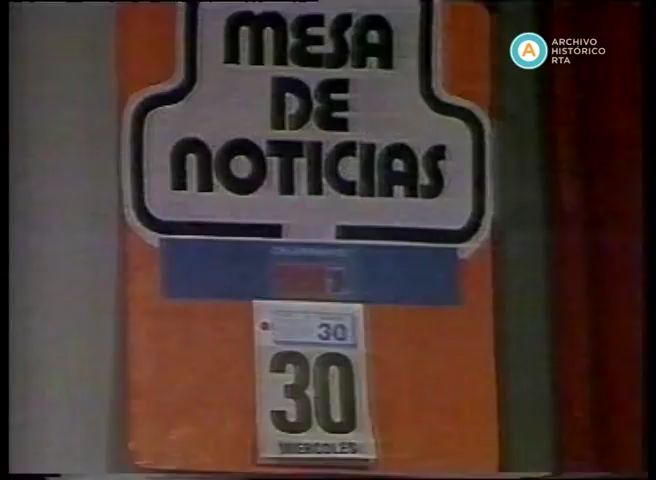 MESA
DE
NOTICIAS
ARCHIVO
HISTÓRICO
RTA
A
30
30
MIERCOLES